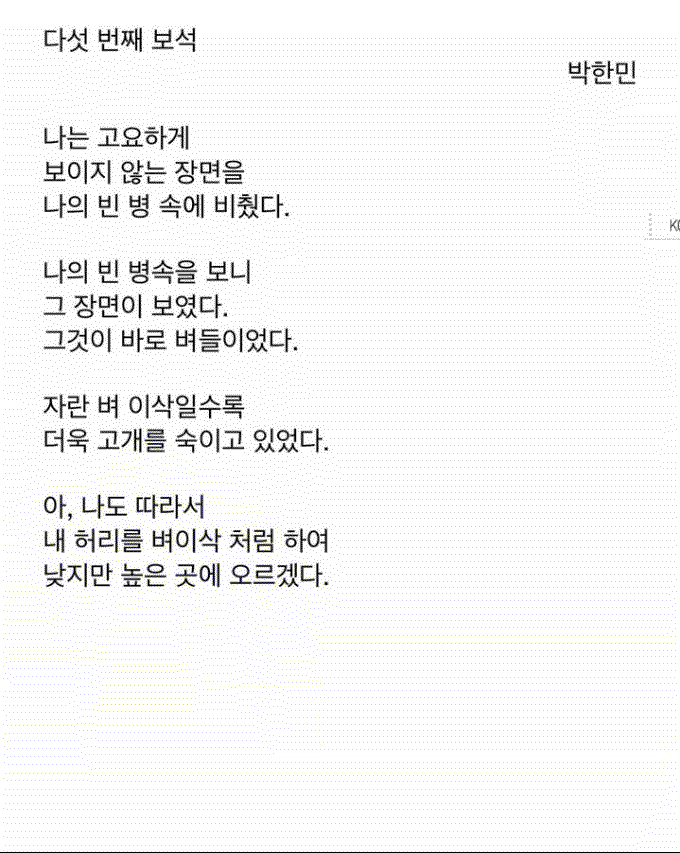 다섯 번째 보석
박한민
나는 고요하게
보이지 않는 장면을
나의 빈 병 속에 비췄다.
나의 빈 병속을 보니
그 장면이 보였다.
그것이 바로 벼들이었다.
자란 벼 이삭일수록
더욱 고개를 숙이고 있었다.
아, 나도 따라서
내 허리를 벼이삭 처럼 하여
낮지만 높은 곳에 오르겠다.